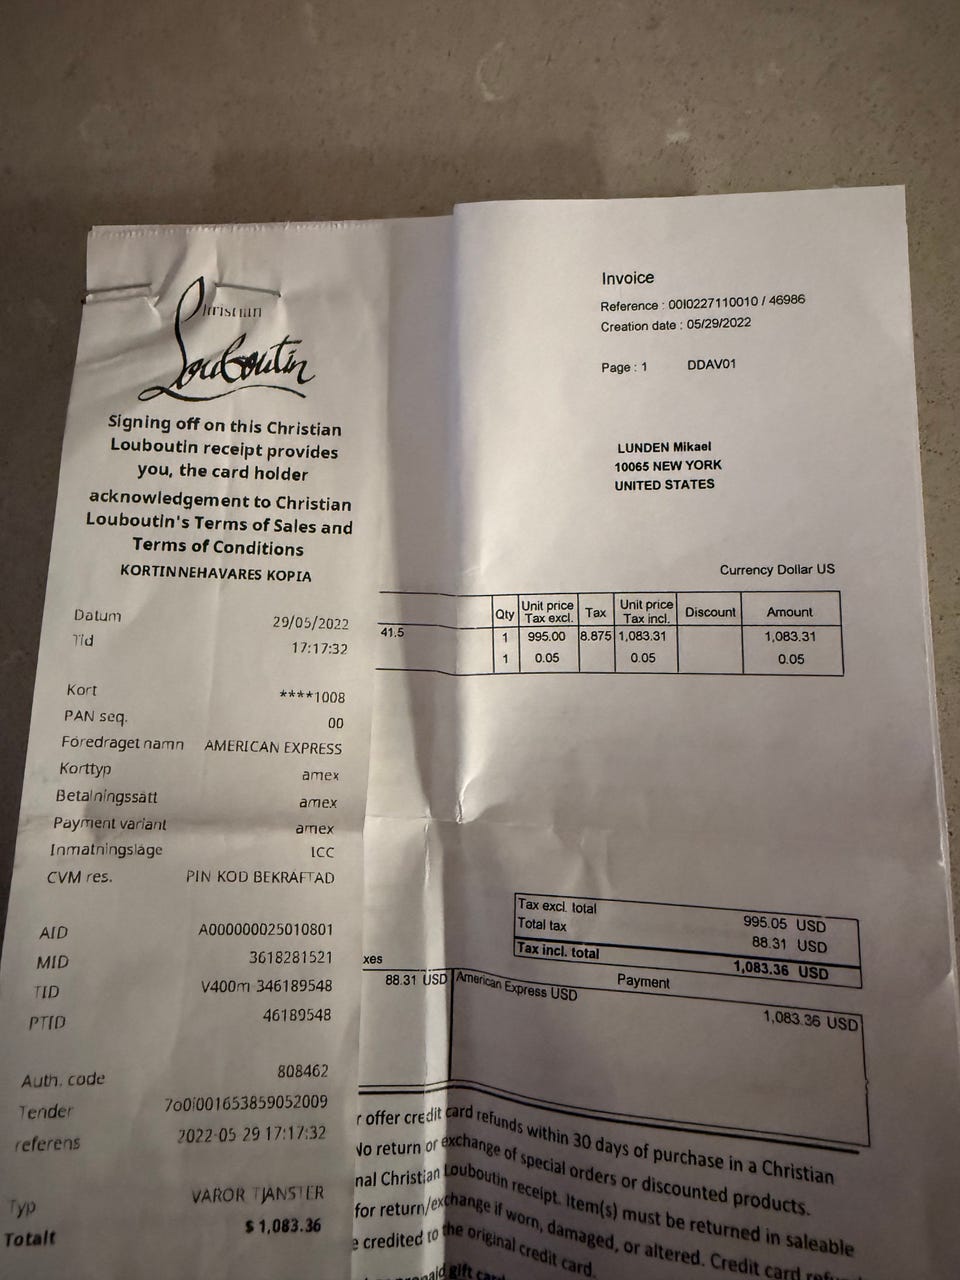 Christian
Louboutin
Signing off on this Christian
Louboutin receipt provides
you, the card holder
acknowledgement to Christian
Louboutin's Terms of Sales and
Terms of Conditions
KORTINNEHAVARES KOPIA
Datum 29/05/2022
Tid 17:17:32
Kort ****1008
PAN seq. 00
Foredraget namn AMERICAN EXPRESS
Korttyp amex
Betalningssätt amex
Payment variant amex
Inmatningsläge ICC
CVM res. PIN KOD BEKRAFTAD
AID A000000025010801
MID 3618281521
TID V400m 346189548
PTID 46189548
Auth. code 808462
Tender 7o0i001653859052009
referens 2022-05-29 17:17:32
Typ VAROR TJANSTER
Totalt $ 1,083.36
Invoice
Reference : 00I0227110010 / 46986
Creation date : 05/29/2022
Page : 1 DDAV01
LUNDEN Mikael
10065 NEW YORK
UNITED STATES
Currency Dollar US
Qty Unit price Tax excl. Tax Unit price Tax incl. Discount Amount
41.5 1 995.00 8.875 1,083.31 1,083.31
1 0.05 0.05 0.05
Tax excl. total 995.05 USD
Total tax 88.31 USD
Tax incl. total 1,083.36 USD
xes Payment
88.31 USD American Express USD 1,083.36 USD
r offer credit card refunds within 30 days of purchase in a Christian
No return or exchange of special orders or discounted products.
nal Christian Louboutin receipt. Item(s) must be returned in saleable
for return/exchange if worn, damaged, or altered. Credit card refu
e credited to the original credit card.
gift car